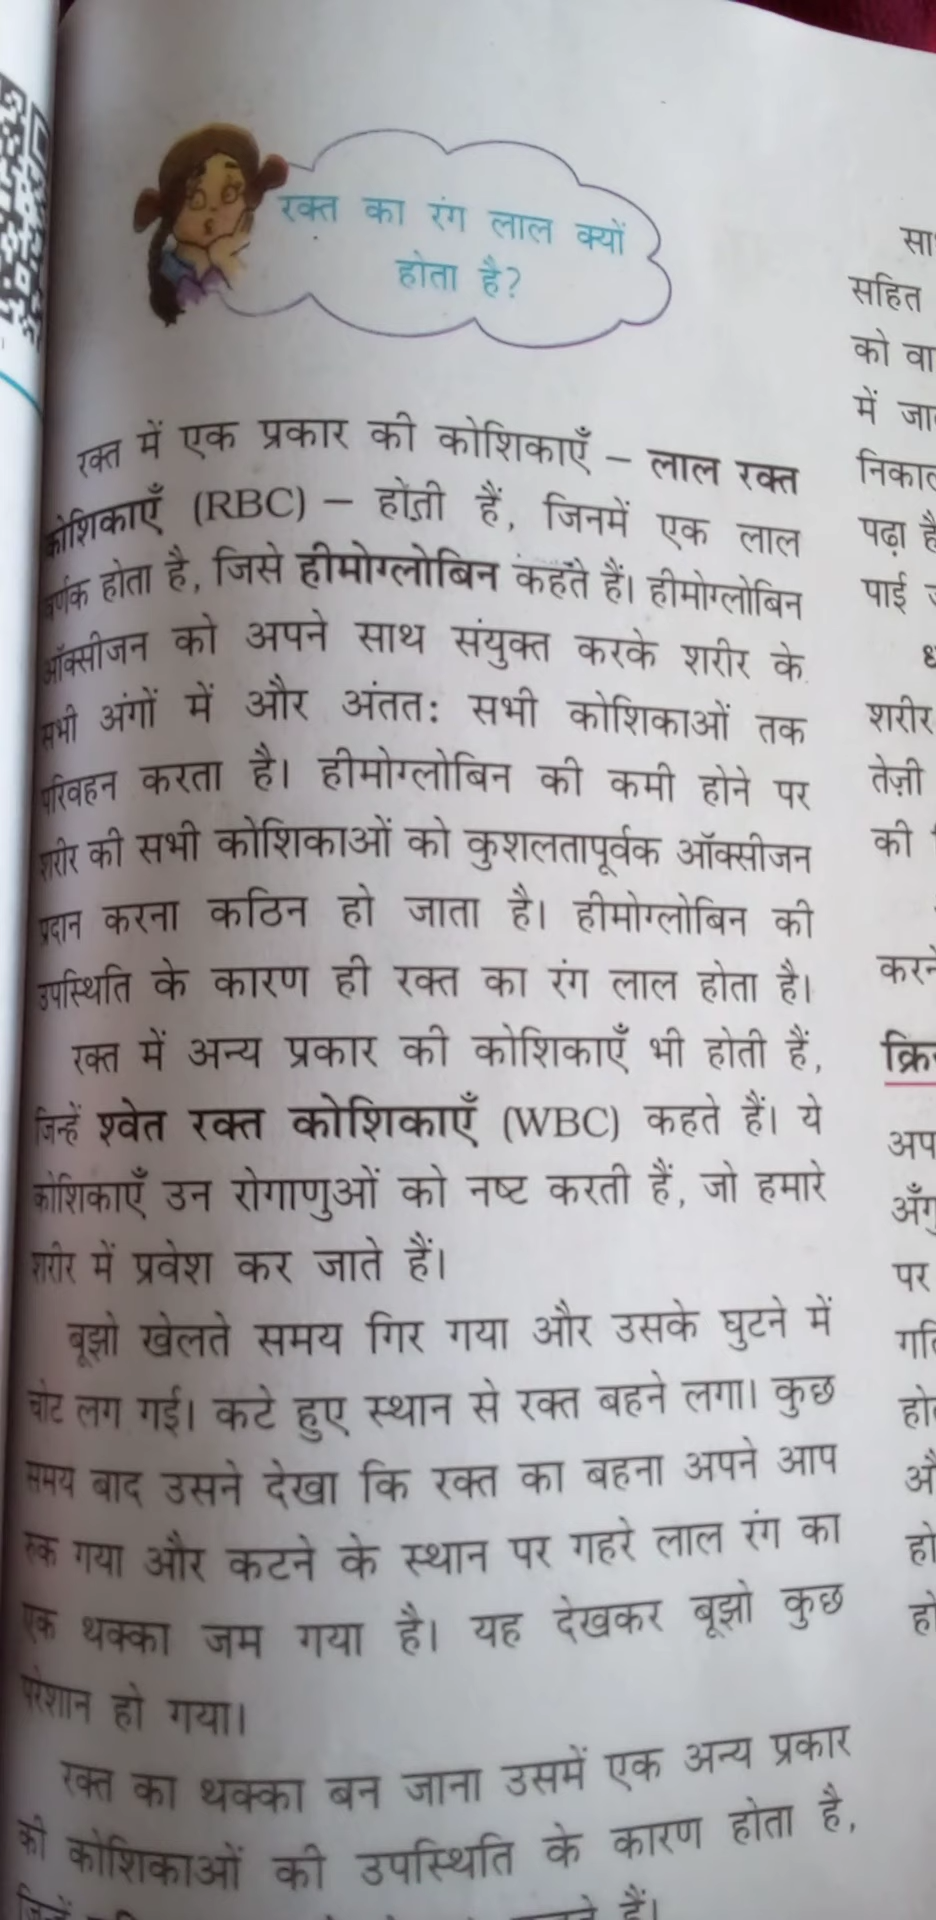 रक्त का रंग लाल क्यों
होता है?
रक्त में एक प्रकार की कोशिकाएँ – लाल रक्त
कोशिकाएँ (RBC) – होती हैं, जिनमें एक लाल
वर्णक होता है, जिसे हीमोग्लोबिन कहते हैं। हीमोग्लोबिन
ऑक्सीजन को अपने साथ संयुक्त करके शरीर के
सभी अंगों में और अंततः सभी कोशिकाओं तक
परिवहन करता है। हीमोग्लोबिन की कमी होने पर
शरीर की सभी कोशिकाओं को कुशलतापूर्वक ऑक्सीजन
प्रदान करना कठिन हो जाता है। हीमोग्लोबिन की
उपस्थिति के कारण ही रक्त का रंग लाल होता है।
रक्त में अन्य प्रकार की कोशिकाएँ भी होती हैं,
जिन्हें श्वेत रक्त कोशिकाएँ (WBC) कहते हैं। ये
कोशिकाएँ उन रोगाणुओं को नष्ट करती हैं, जो हमारे
शरीर में प्रवेश कर जाते हैं।
बूझो खेलते समय गिर गया और उसके घुटने में
चोट लग गई। कटे हुए स्थान से रक्त बहने लगा। कुछ
समय बाद उसने देखा कि रक्त का बहना अपने आप
रुक गया और कटने के स्थान पर गहरे लाल रंग का
एक थक्का जम गया है। यह देखकर बूझो कुछ
परेशान हो गया।
रक्त का थक्का बन जाना उसमें एक अन्य प्रकार
की कोशिकाओं की उपस्थिति के कारण होता है,
हैं।
सहित
को
में
शरीर
तेज़ी
की
पर